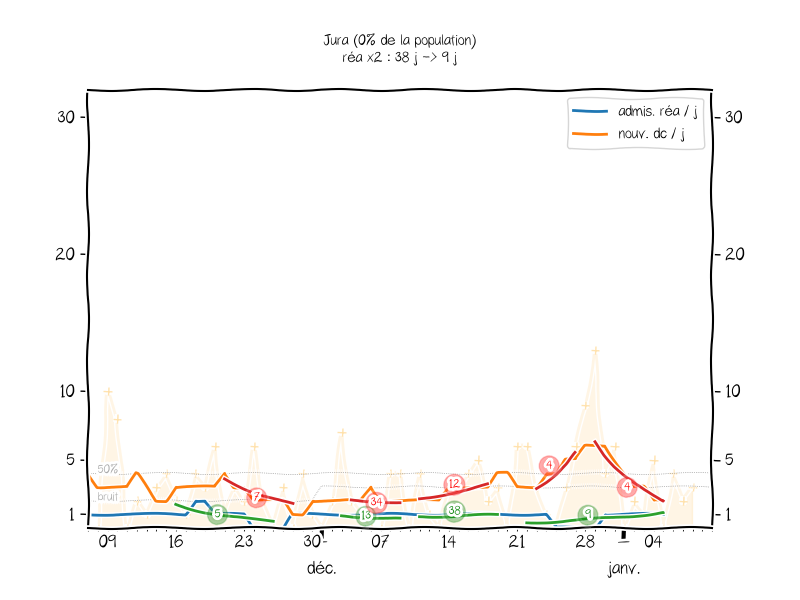 Jura (0% de la population)
réa x2 : 38 j -> 9 j
admis. réa / j
nouv. dc / j
30 30
20 20
10 10
5 5
1 1
50%
bruit
7 5 34 13 12 38 4 9 4
09 16 23 30 07 14 21 28 04
déc. janv.